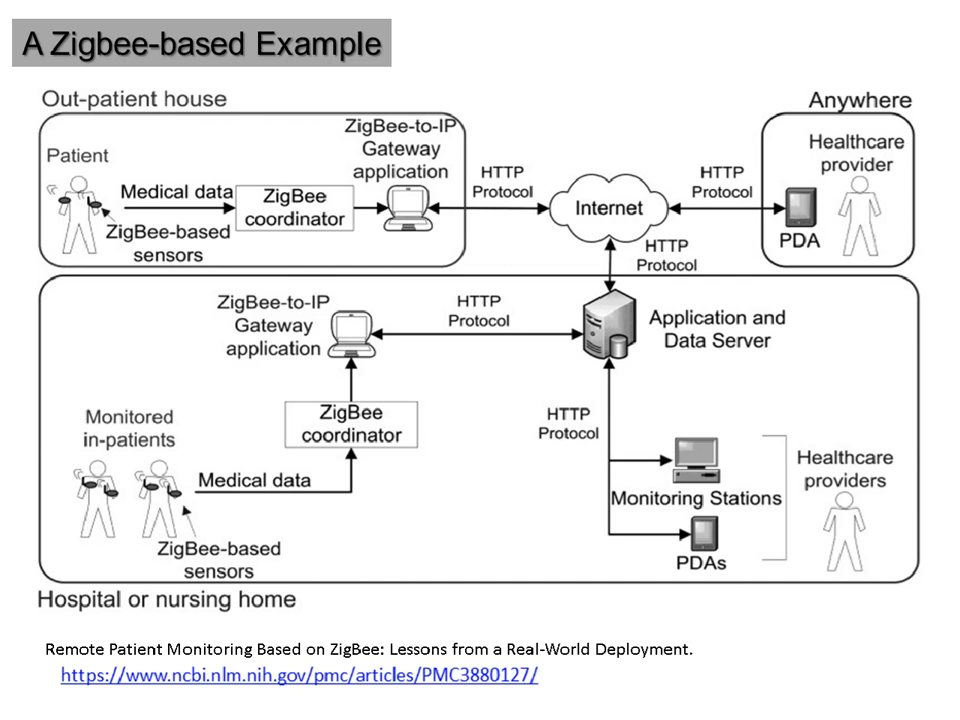 A Zigbee-based Example
Out-patient house
Anywhere
Patient
Medical data
ZigBee-based
sensors
ZigBee
coordinator
ZigBee-to-IP
Gateway
application
HTTP
Protocol
Internet
HTTP
Protocol
PDA
Healthcare
provider
HTTP
Protocol
ZigBee-to-IP
Gateway
application
HTTP
Protocol
Application and
Data Server
ZigBee
coordinator
Monitored
in-patients
Medical data
ZigBee-based
sensors
HTTP
Protocol
Monitoring Stations
PDAs
Healthcare
providers
Hospital or nursing home
Remote Patient Monitoring Based on ZigBee: Lessons from a Real-World Deployment.
https://www.ncbi.nlm.nih.gov/pmc/articles/PMC3880127/